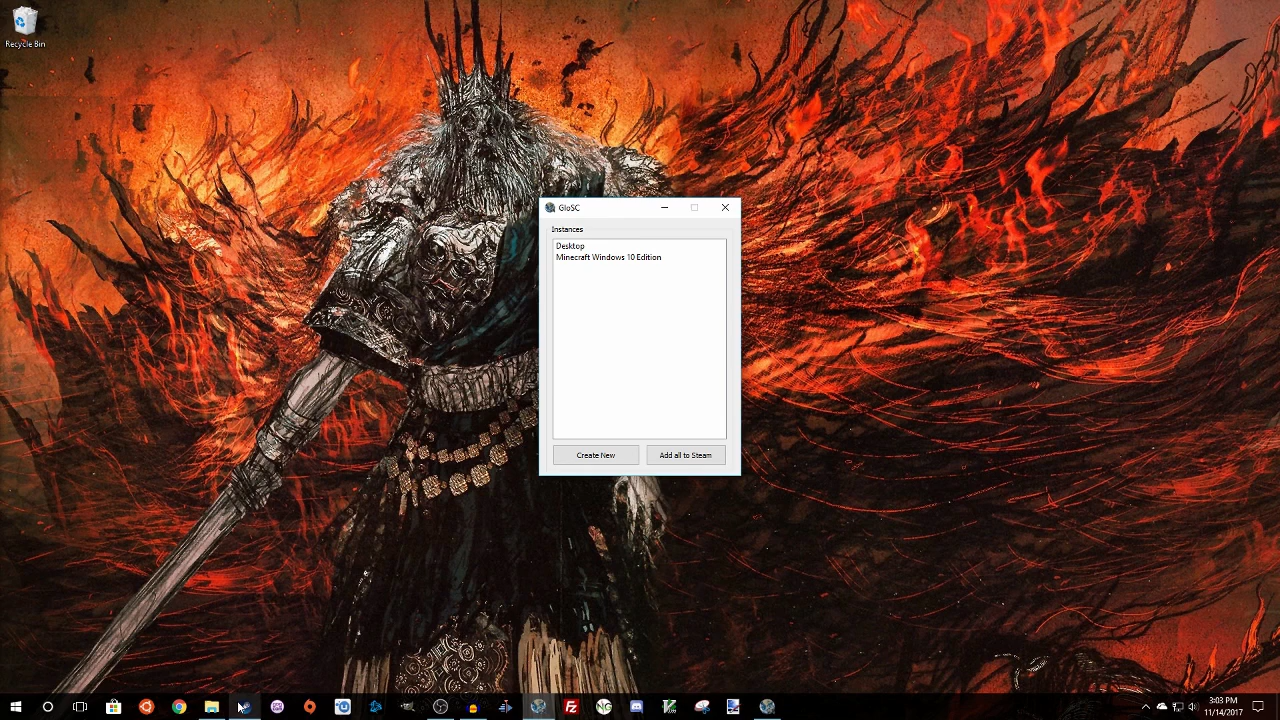 Recycle Bin
GloSC
Instances
Desktop
Minecraft Windows 10 Edition
Create New
Add all to Steam
3:03 PM
11/14/2017